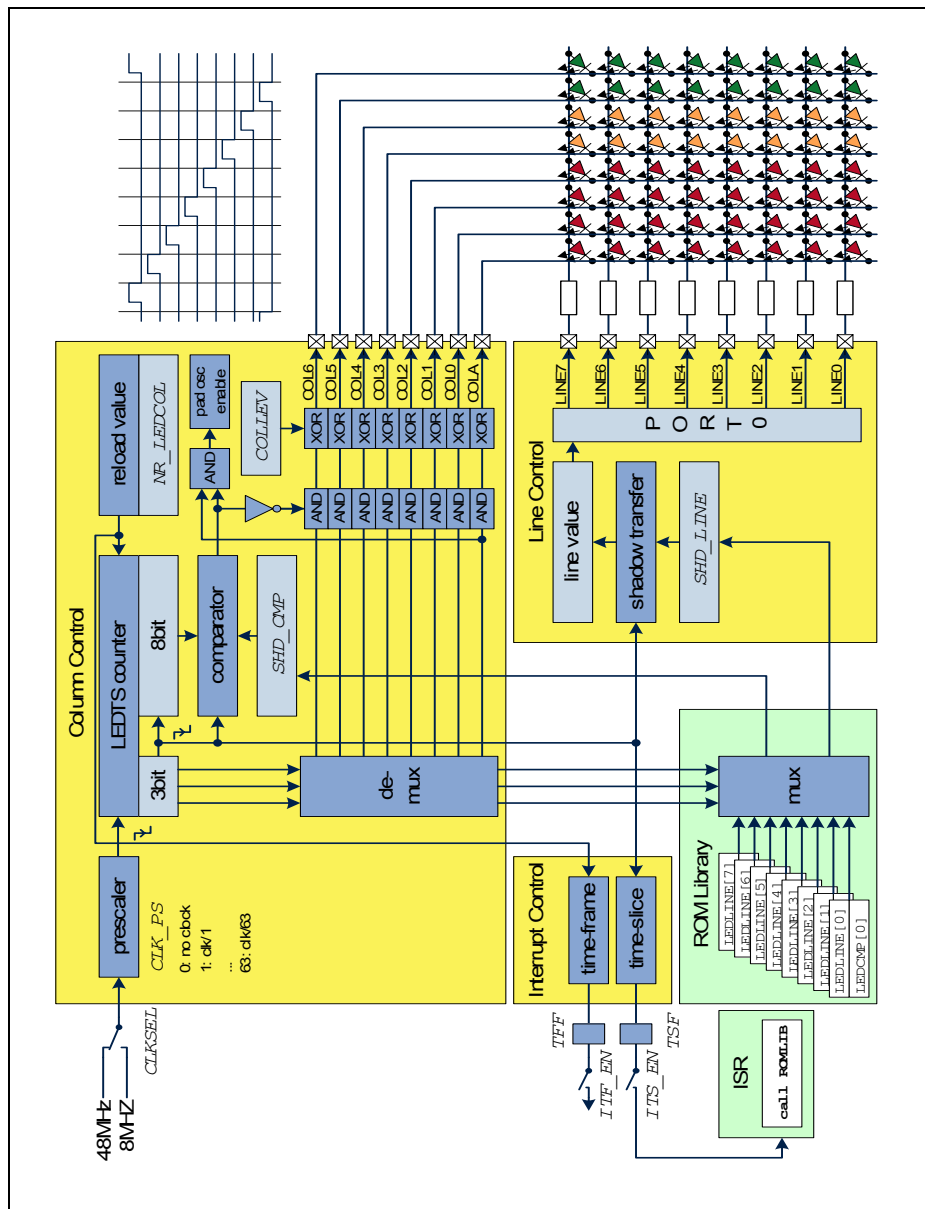 48MHz
8MHZ
CLKSEL
prescaler
CLK_PS
0: no clock
1: clk/1
...
63: clk/63
Column Control
LEDTS counter
3bit
8bit
reload value
NR_LEDCOL
comparator
SHD_CMP
AND
pad osc
enable
COLLEV
de-
mux
AND
AND
AND
AND
AND
AND
AND
AND
XOR
XOR
XOR
XOR
XOR
XOR
XOR
XOR
COL6
COL5
COL4
COL3
COL2
COL1
COL0
COLA
Interrupt Control
time-frame
time-slice
TFF
ITF_EN
TSF
ITS_EN
Line Control
line value
shadow transfer
SHD_LINE
PORT0
LINE7
LINE6
LINE5
LINE4
LINE3
LINE2
LINE1
LINE0
ISR
call ROMLIB
ROM Library
LEDLINE[7]
LEDLINE[6]
LEDLINE[5]
LEDLINE[4]
LEDLINE[3]
LEDLINE[2]
LEDLINE[1]
LEDLINE[0]
LEDCMP[0]
mux